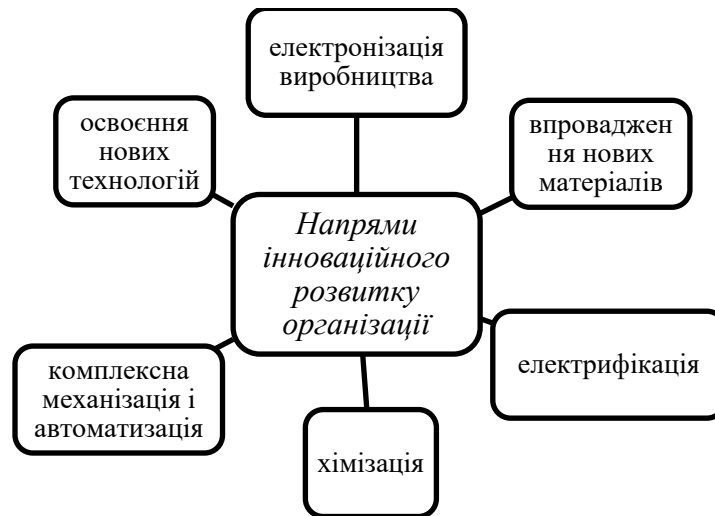 електронізація
виробництва
освоєння
нових
технологій
впроваджен
ня нових
матеріалів
Напрями
інноваційного
розвитку
організації
електрифікація
комплексна
механізація і
автоматизація
хімізація